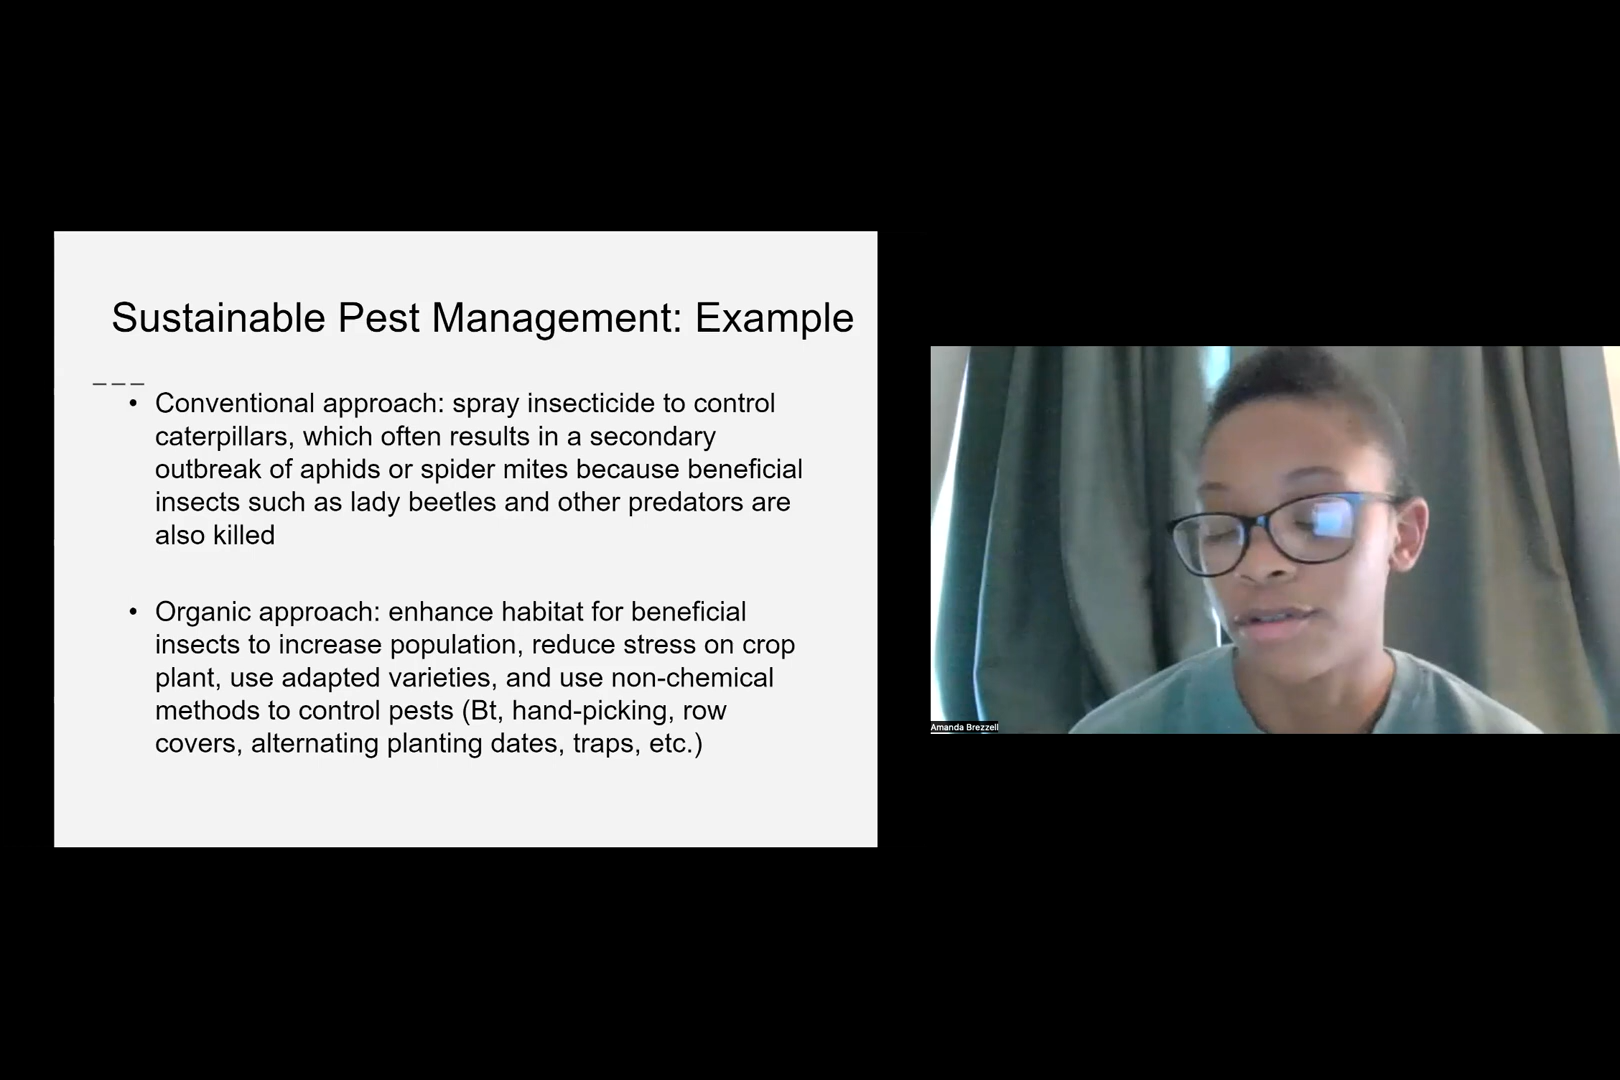 Sustainable Pest Management: Example
• Conventional approach: spray insecticide to control
caterpillars, which often results in a secondary
outbreak of aphids or spider mites because beneficial
insects such as lady beetles and other predators are
also killed
• Organic approach: enhance habitat for beneficial
insects to increase population, reduce stress on crop
plant, use adapted varieties, and use non-chemical
methods to control pests (Bt, hand-picking, row
covers, alternating planting dates, traps, etc.)
Amanda Brezzell